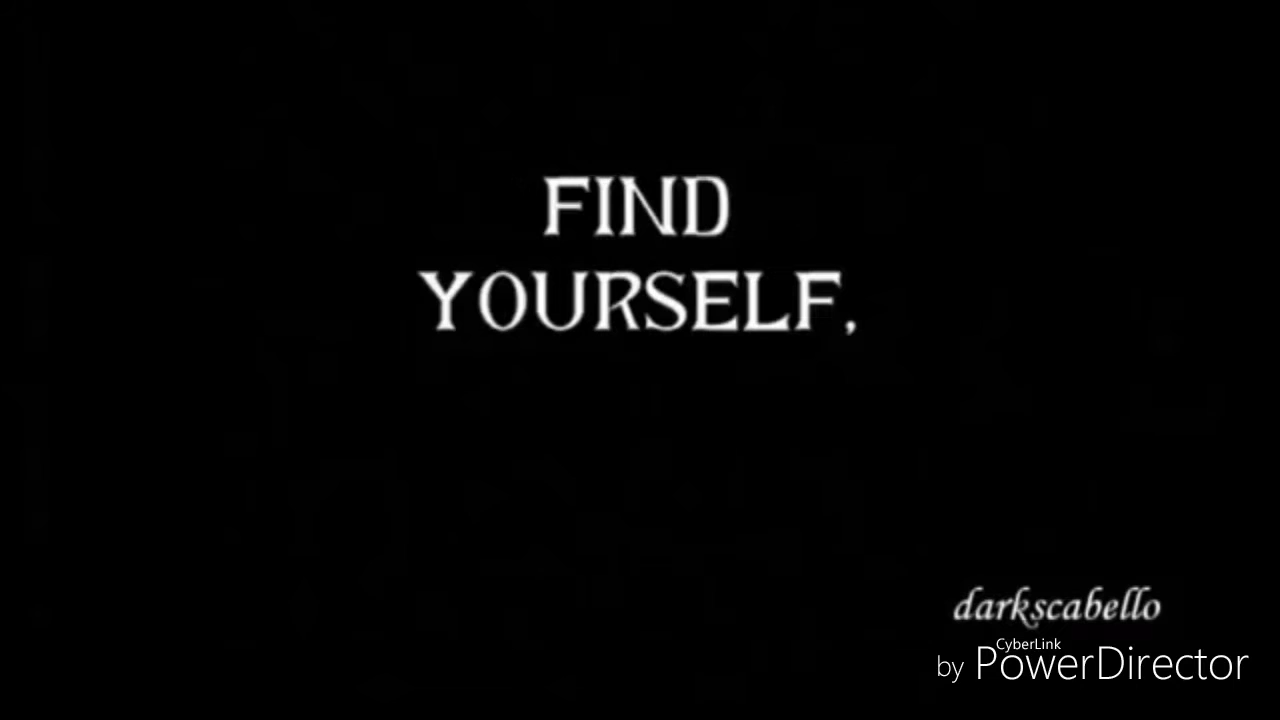 FIND
YOURSELF,
darkscabello
CyberLink
by PowerDirector